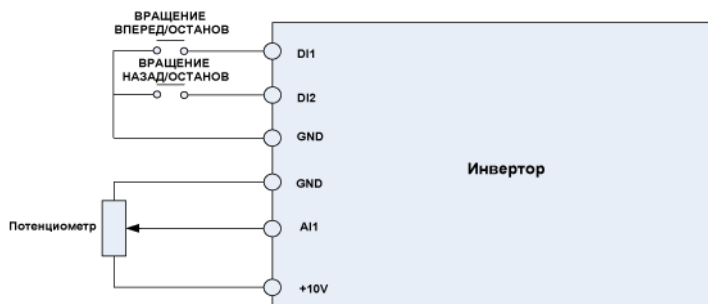 ВРАЩЕНИЕ
ВПЕРЕД/ОСТАНОВ
DI1
ВРАЩЕНИЕ
НАЗАД/ОСТАНОВ
DI2
GND
Инвертор
GND
Потенциометр
AI1
+10V